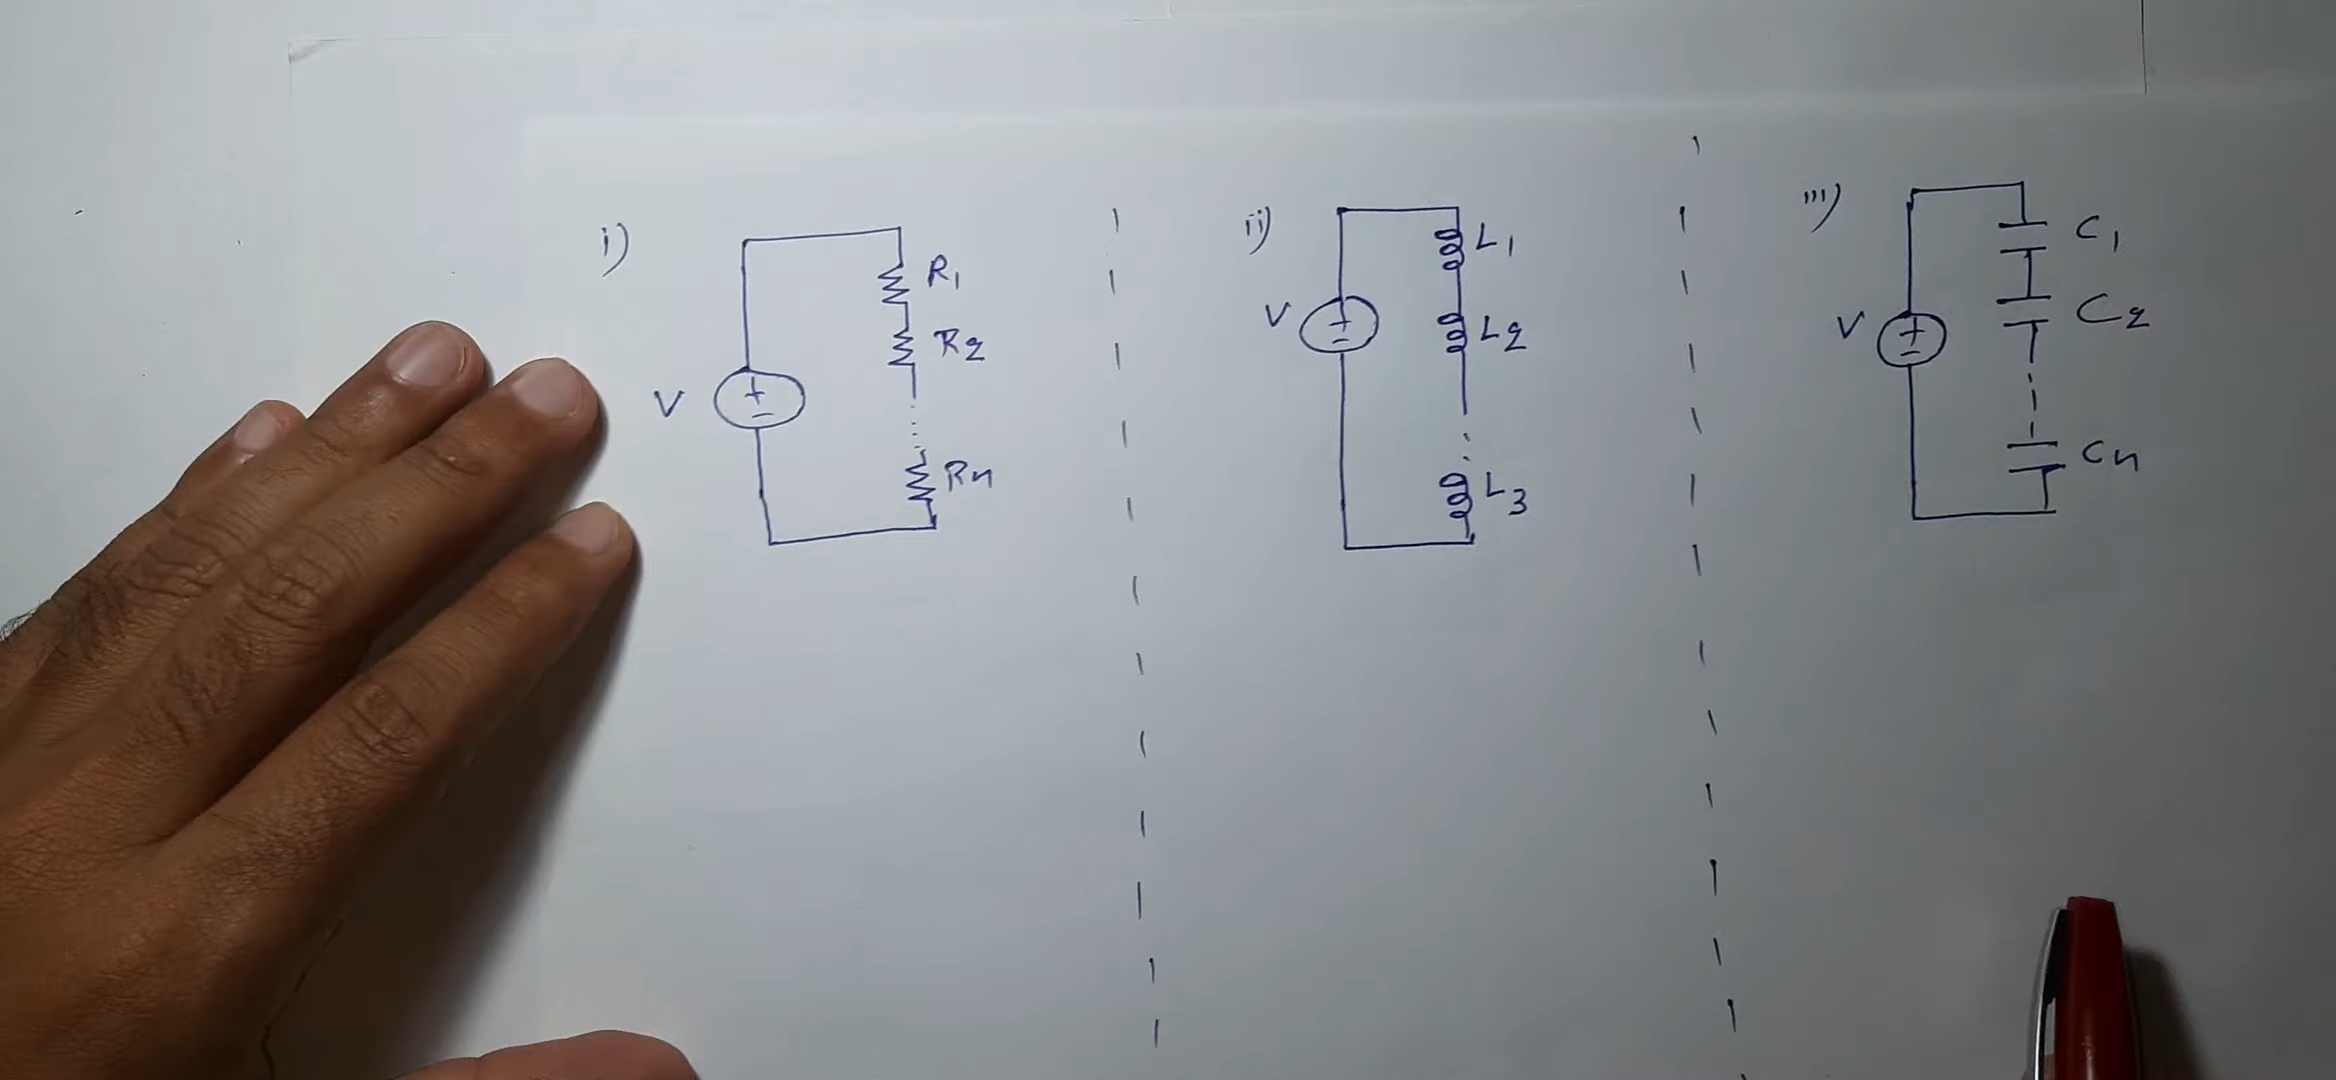 i)
V
+
-
R1
R2
Rn
ii)
V
+
-
L1
L2
L3
iii)
V
+
-
C1
C2
Cn